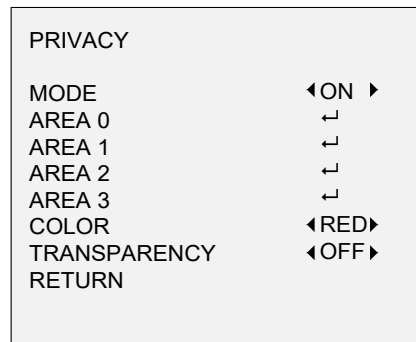 PRIVACY
MODE ◀ON ▶
AREA 0 ↵
AREA 1 ↵
AREA 2 ↵
AREA 3 ↵
COLOR ◀RED▶
TRANSPARENCY ◀OFF▶
RETURN